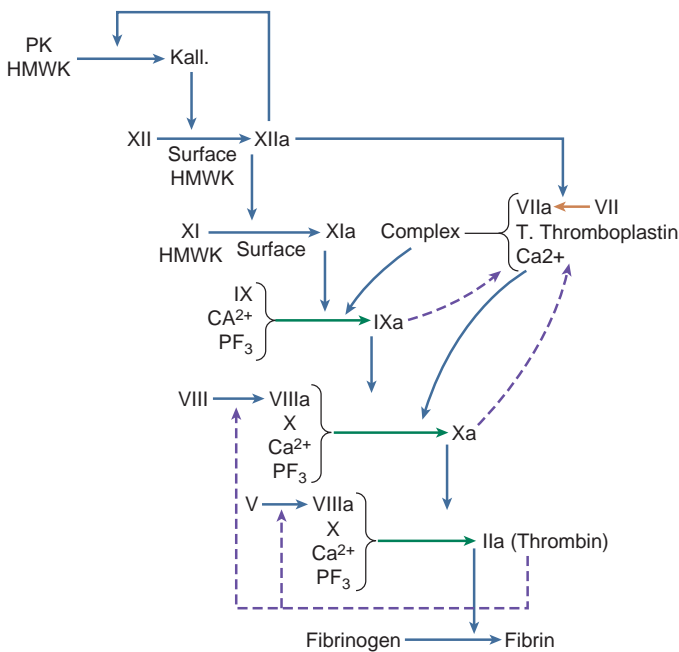 PK
HMWK
Kall.
XII
Surface
HMWK
XIIa
VIIa
VII
T. Thromboplastin
Ca2+
XI
HMWK
Surface
XIa
Complex
IX
CA²⁺
PF₃
IXa
VIII
VIIIa
X
Ca²⁺
PF₃
Xa
V
VIIIa
X
Ca²⁺
PF₃
IIa (Thrombin)
Fibrinogen
Fibrin